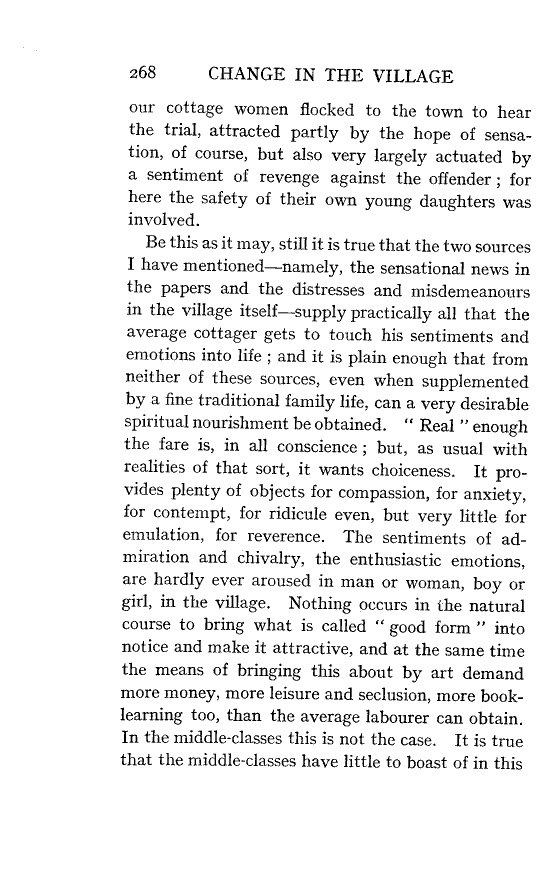 268 CHANGE IN THE VILLAGE
our cottage women flocked to the town to hear
the trial, attracted partly by the hope of sensa-
tion, of course, but also very largely actuated by
a sentiment of revenge against the offender ; for
here the safety of their own young daughters was
involved.
Be this as it may, still it is true that the two sources
I have mentioned—namely, the sensational news in
the papers and the distresses and misdemeanours
in the village itself—supply practically all that the
average cottager gets to touch his sentiments and
emotions into life ; and it is plain enough that from
neither of these sources, even when supplemented
by a fine traditional family life, can a very desirable
spiritual nourishment be obtained. “ Real ” enough
the fare is, in all conscience ; but, as usual with
realities of that sort, it wants choiceness. It pro-
vides plenty of objects for compassion, for anxiety,
for contempt, for ridicule even, but very little for
emulation, for reverence. The sentiments of ad-
miration and chivalry, the enthusiastic emotions,
are hardly ever aroused in man or woman, boy or
girl, in the village. Nothing occurs in the natural
course to bring what is called “ good form ” into
notice and make it attractive, and at the same time
the means of bringing this about by art demand
more money, more leisure and seclusion, more book-
learning too, than the average labourer can obtain.
In the middle-classes this is not the case. It is true
that the middle-classes have little to boast of in this